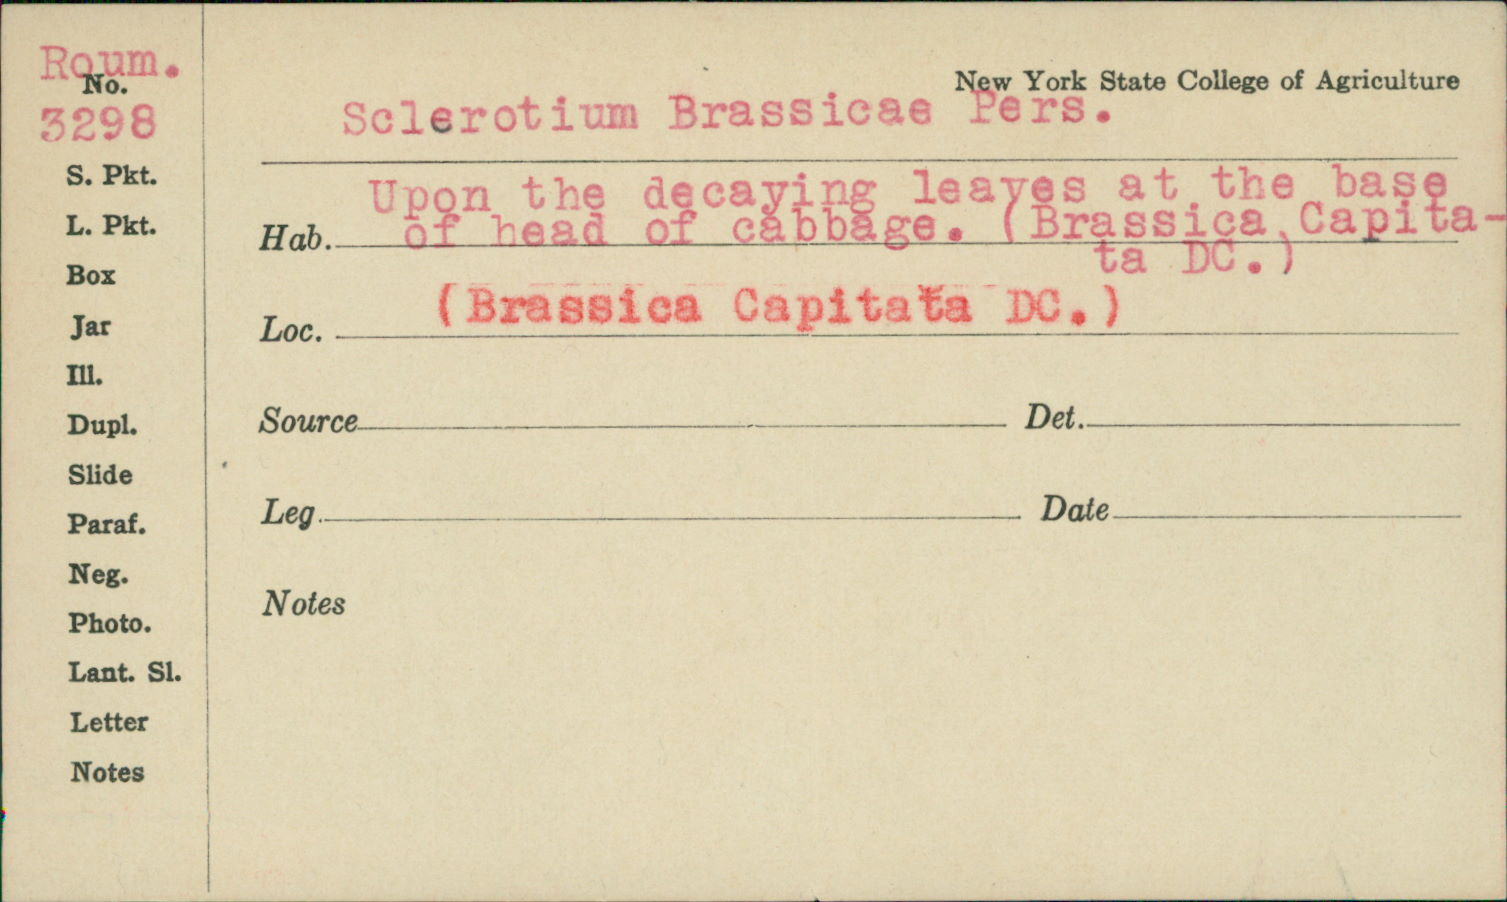 Roum.
No.
3298
S. Pkt.
L. Pkt.
Box
Jar
Ill.
Dupl.
Slide
Paraf.
Neg.
Photo.
Lant. Sl.
Letter
Notes
New York State College of Agriculture
Sclerotium Brassicae Pers.
Upon the decaying leaves at the base
Hab. of head of cabbage. (Brassica Capita-
ta DC.)
Loc. (Brassica Capitata DC.)
Source Det.
Leg. Date
Notes